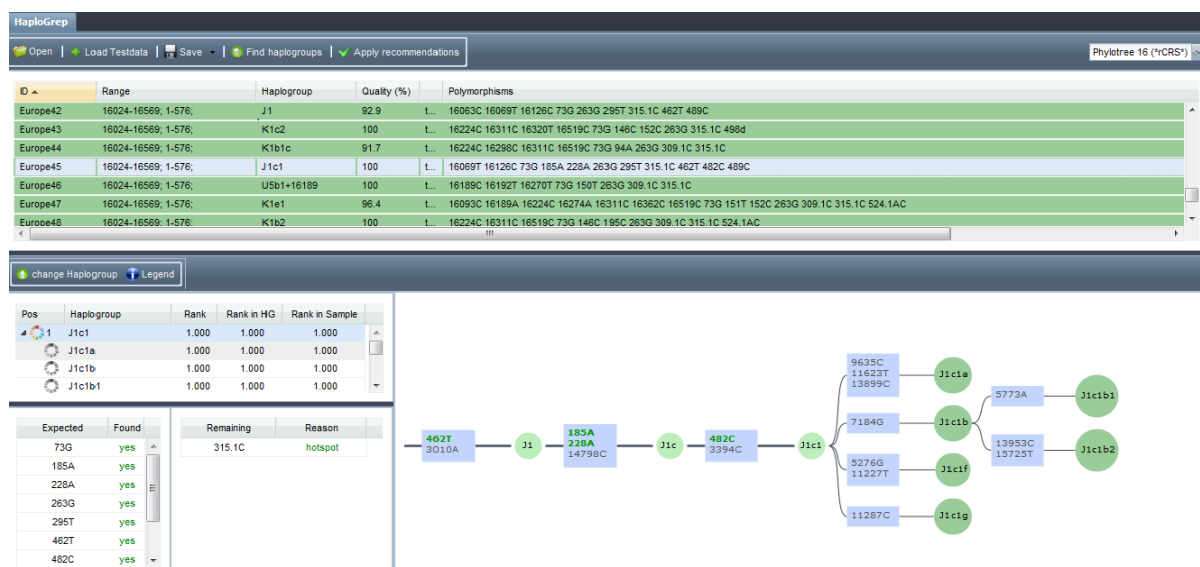 HaploGrep
Open Load Testdata Save Find haplogroups Apply recommendations Phylotree 16 (*rCRS*)
ID Range Haplogroup Quality (%) Polymorphisms
Europe42 16024-16569; 1-576; J1 92.9 t... 16063C 16069T 16126C 73G 263G 295T 315.1C 462T 489C
Europe43 16024-16569; 1-576; K1c2 100 t... 16224C 16311C 16320T 16519C 73G 146C 152C 263G 315.1C 498d
Europe44 16024-16569; 1-576; K1b1c 91.7 t... 16224C 16298C 16311C 16519C 73G 94A 263G 309.1C 315.1C
Europe45 16024-16569; 1-576; J1c1 100 t... 16069T 16126C 73G 185A 228A 263G 295T 315.1C 462T 482C 489C
Europe46 16024-16569; 1-576; U5b1+16189 100 t... 16189C 16192T 16270T 73G 150T 263G 309.1C 315.1C
Europe47 16024-16569; 1-576; K1e1 96.4 t... 16093C 16189A 16224C 16274A 16311C 16362C 16519C 73G 151T 152C 263G 309.1C 315.1C 524.1AC
Europe48 16024-16569; 1-576; K1b2 100 t... 16224C 16311C 16519C 73G 146C 195C 263G 309.1C 315.1C 524.1AC
change Haplogroup Legend
Pos Haplogroup Rank Rank in HG Rank in Sample
1 J1c1 1.000 1.000 1.000
J1c1a 1.000 1.000 1.000
J1c1b 1.000 1.000 1.000
J1c1b1 1.000 1.000 1.000
Expected Found
73G yes
185A yes
228A yes
263G yes
295T yes
462T yes
482C yes
Remaining Reason
315.1C hotspot
462T
3010A
J1
185A
228A
14798C
J1c
482C
3394C
J1c1
9635C
11623T
13899C
J1c1a
7184G
J1c1b
5773A
J1c1b1
13953C
15725T
J1c1b2
5276G
11227T
J1c1f
11287C
J1c1g